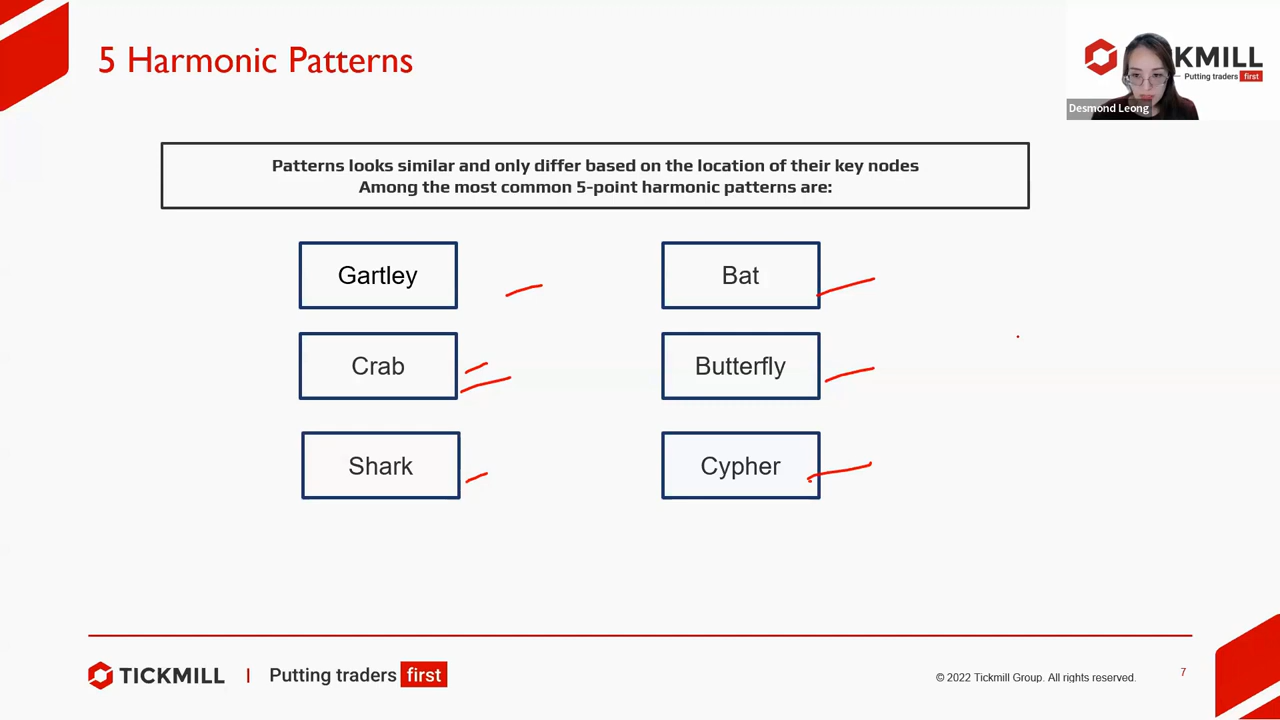 5 Harmonic Patterns
KMILL
Putting traders first
Desmond Leong
Patterns looks similar and only differ based on the location of their key nodes
Among the most common 5-point harmonic patterns are:
Gartley
Bat
Crab
Butterfly
Shark
Cypher
TICKMILL | Putting traders first
© 2022 Tickmill Group. All rights reserved.
7